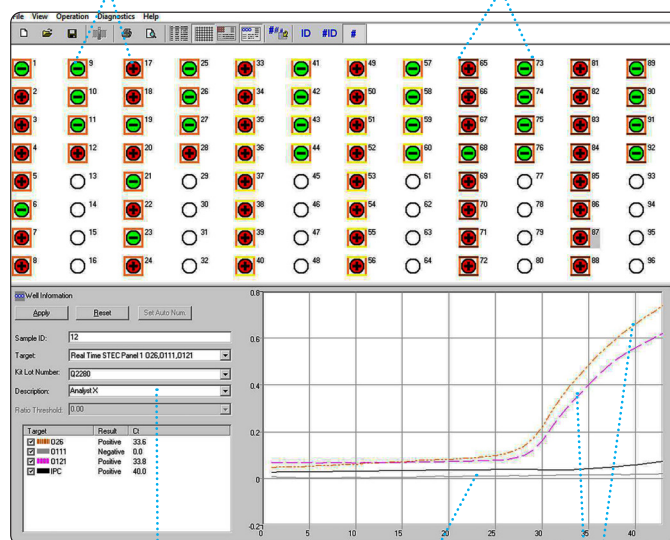 File View Operation Diagnostics Help
##A2 ID #ID #
1 9 17 25 33 41 49 57 65 73 81 89
2 10 18 26 34 42 50 58 66 74 82 90
3 11 19 27 35 43 51 59 67 75 83 91
4 12 20 28 36 44 52 60 68 76 84 92
5 13 21 29 37 45 53 61 69 77 85 93
6 14 22 30 38 46 54 62 70 78 86 94
7 15 23 31 39 47 55 63 71 79 87 95
8 16 24 32 40 48 56 64 72 80 88 96
Well Information
Apply Reset Set Auto Num.
Sample ID: 12
Target: Real Time STEC Panel 1 O26,O111,O121
Kit Lot Number: Q2280
Description: Analyst X
Ratio Threshold: 0.00
Target Result Ct
O26 Positive 33.6
O111 Negative 0.0
O121 Positive 33.8
IPC Positive 40.0
0.8
0.6
0.4
0.2
0
-0.2
0 5 10 15 20 25 30 35 40